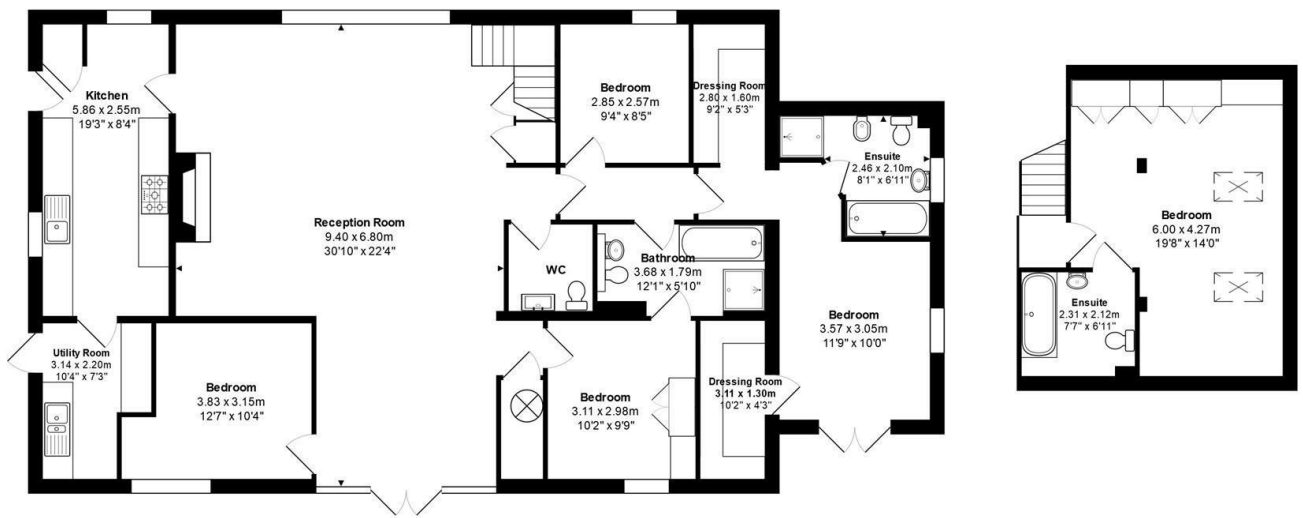 Kitchen
5.86 x 2.55m
19'3" x 8'4"
Reception Room
9.40 x 6.80m
30'10" x 22'4"
Bedroom
2.85 x 2.57m
9'4" x 8'5"
Dressing Room
2.80 x 1.60m
9'2" x 5'3"
Ensuite
2.46 x 2.10m
8'1" x 6'11"
WC
Bathroom
3.68 x 1.79m
12'1" x 5'10"
Bedroom
3.57 x 3.05m
11'9" x 10'0"
Utility Room
3.14 x 2.20m
10'4" x 7'3"
Bedroom
3.83 x 3.15m
12'7" x 10'4"
Bedroom
3.11 x 2.98m
10'2" x 9'9"
Dressing Room
3.11 x 1.30m
10'2" x 4'3"
Bedroom
6.00 x 4.27m
19'8" x 14'0"
Ensuite
2.31 x 2.12m
7'7" x 6'11"